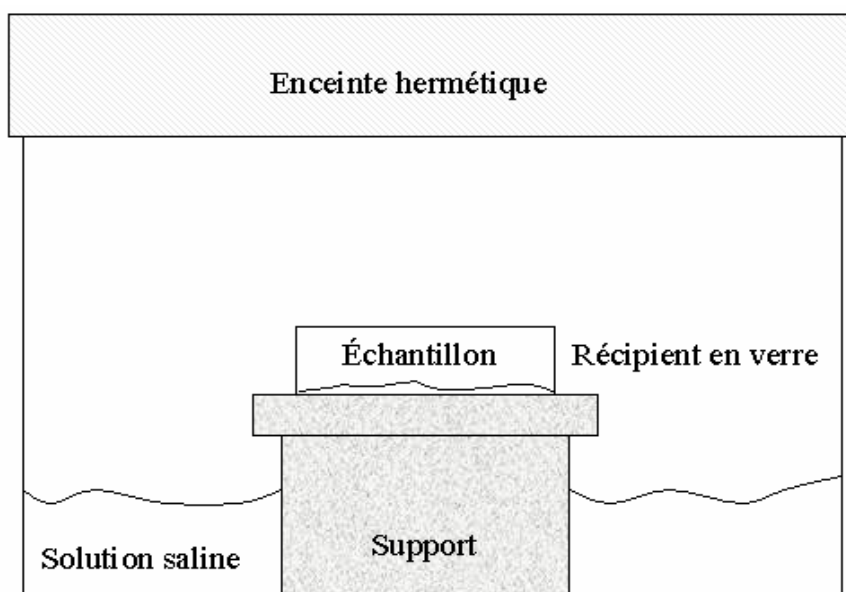 Enceinte hermétique
Échantillon
Récipient en verre
Solution saline
Support